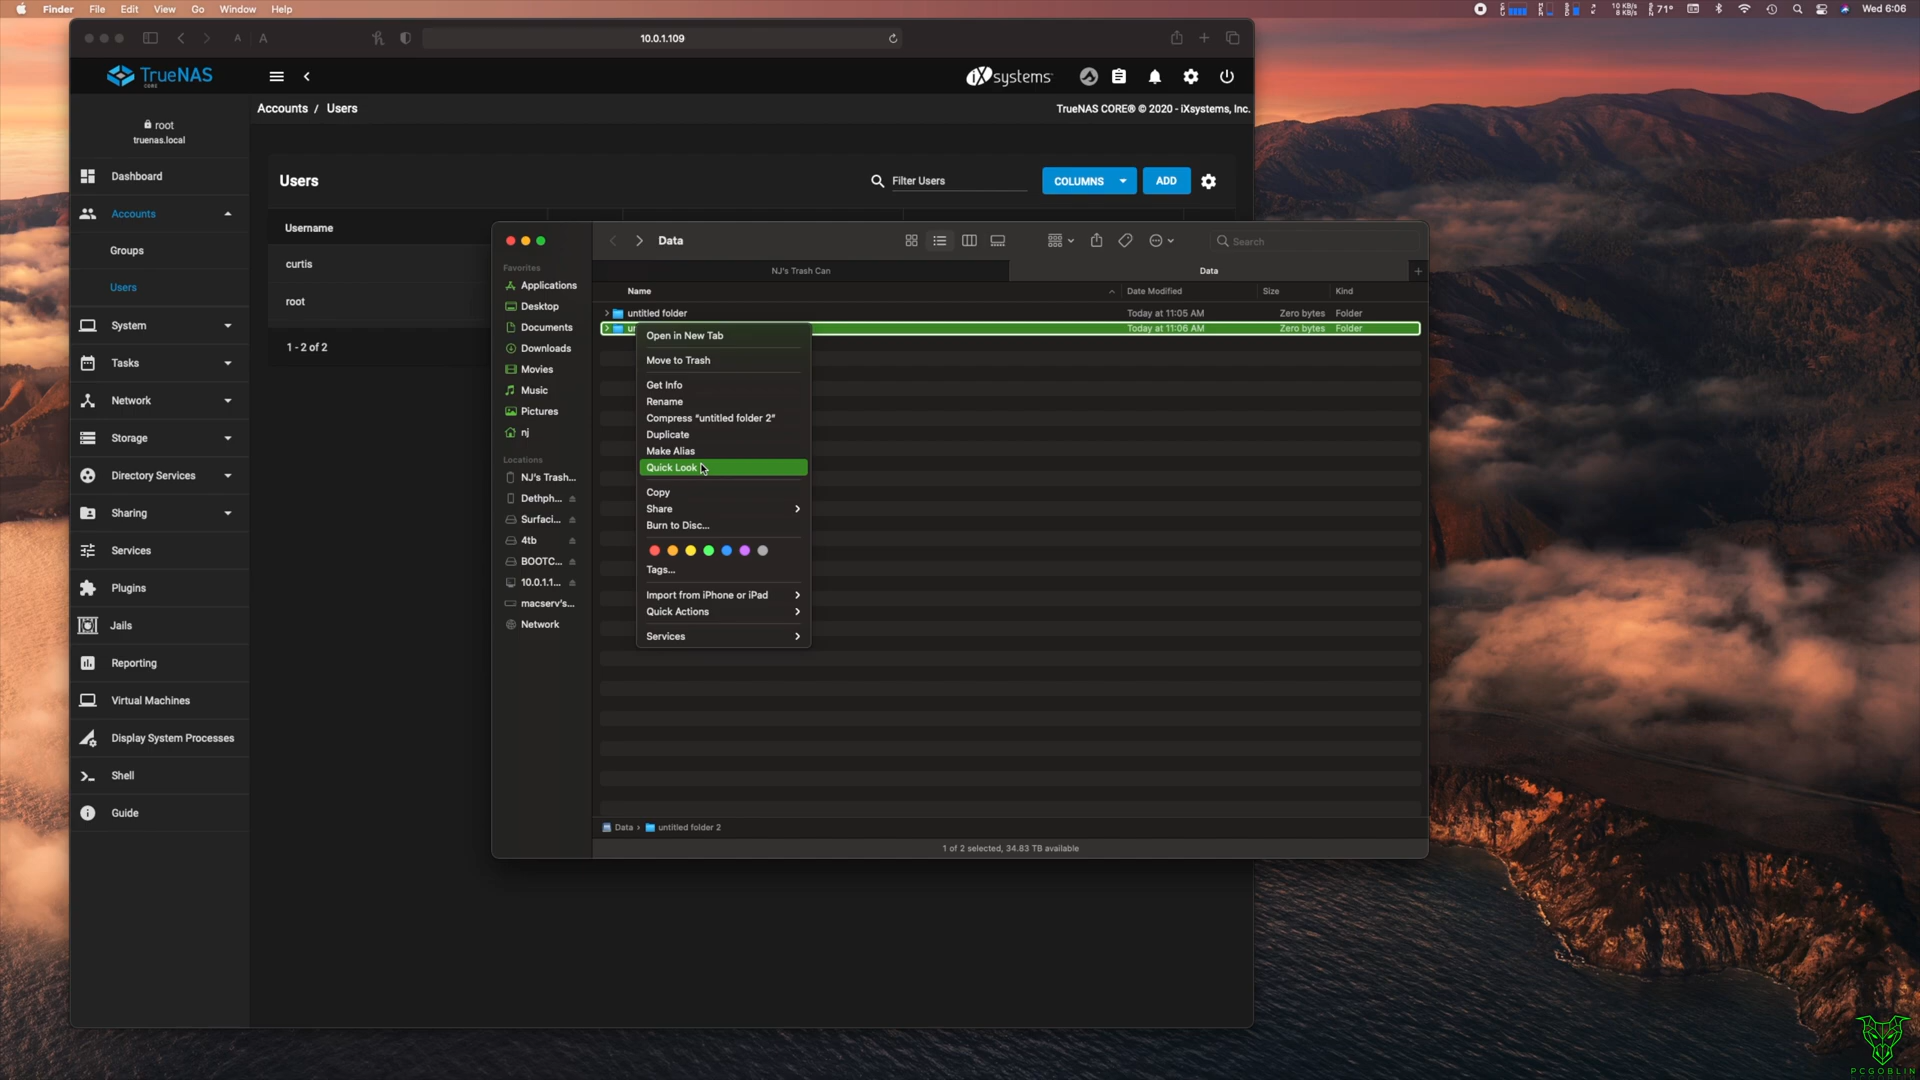 Finder File Edit View Go Window Help
10 KB/s
8 KB/s
71°
Wed 6:06
A A
10.0.1.109
TrueNAS
CORE
iXsystems
Accounts / Users
TrueNAS CORE® © 2020 - iXsystems, Inc.
root
truenas.local
Dashboard
Accounts
Groups
Users
System
Tasks
Network
Storage
Directory Services
Sharing
Services
Plugins
Jails
Reporting
Virtual Machines
Display System Processes
Shell
Guide
Users
Filter Users
COLUMNS
ADD
Username
curtis
root
1 - 2 of 2
Data
Search
NJ's Trash Can
Data
Favorites
Applications
Desktop
Documents
Downloads
Movies
Music
Pictures
nj
Locations
NJ's Trash...
Dethph...
Surfaci...
4tb
BOOTC...
10.0.1.1...
macserv's...
Network
Name Date Modified Size Kind
untitled folder Today at 11:05 AM Zero bytes Folder
Today at 11:06 AM Zero bytes Folder
Open in New Tab
Move to Trash
Get Info
Rename
Compress “untitled folder 2”
Duplicate
Make Alias
Quick Look
Copy
Share
Burn to Disc...
Tags...
Import from iPhone or iPad
Quick Actions
Services
Data › untitled folder 2
1 of 2 selected, 34.83 TB available
PCGOBLIN